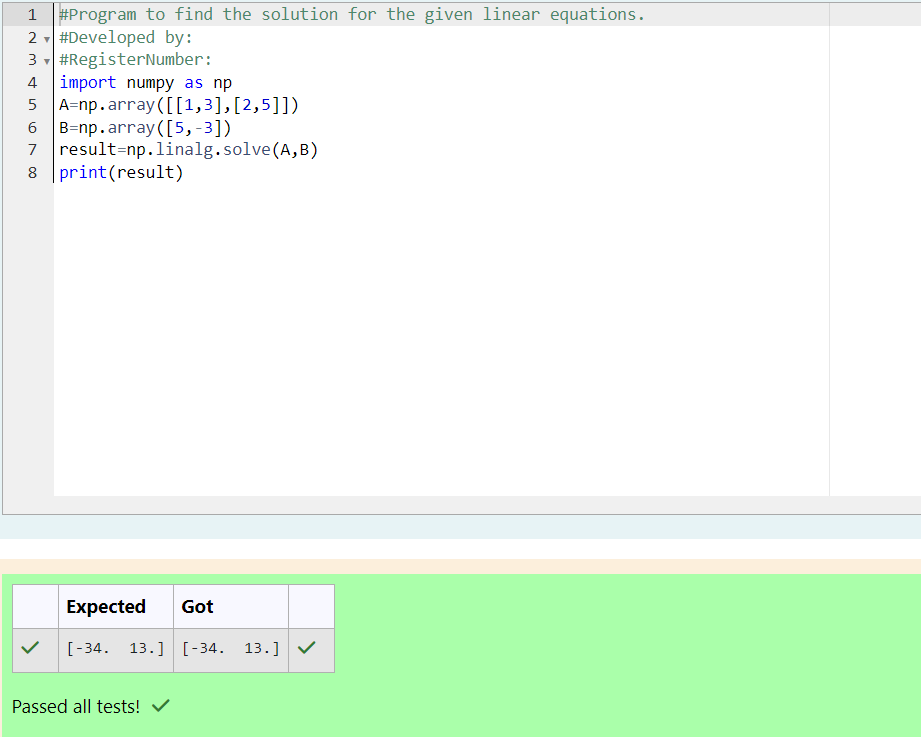 1 #Program to find the solution for the given linear equations.
2 #Developed by:
3 #RegisterNumber:
4 import numpy as np
5 A=np.array([[1,3],[2,5]])
6 B=np.array([5,-3])
7 result=np.linalg.solve(A,B)
8 print(result)
Expected Got
[-34.  13.] [-34.  13.]
Passed all tests!